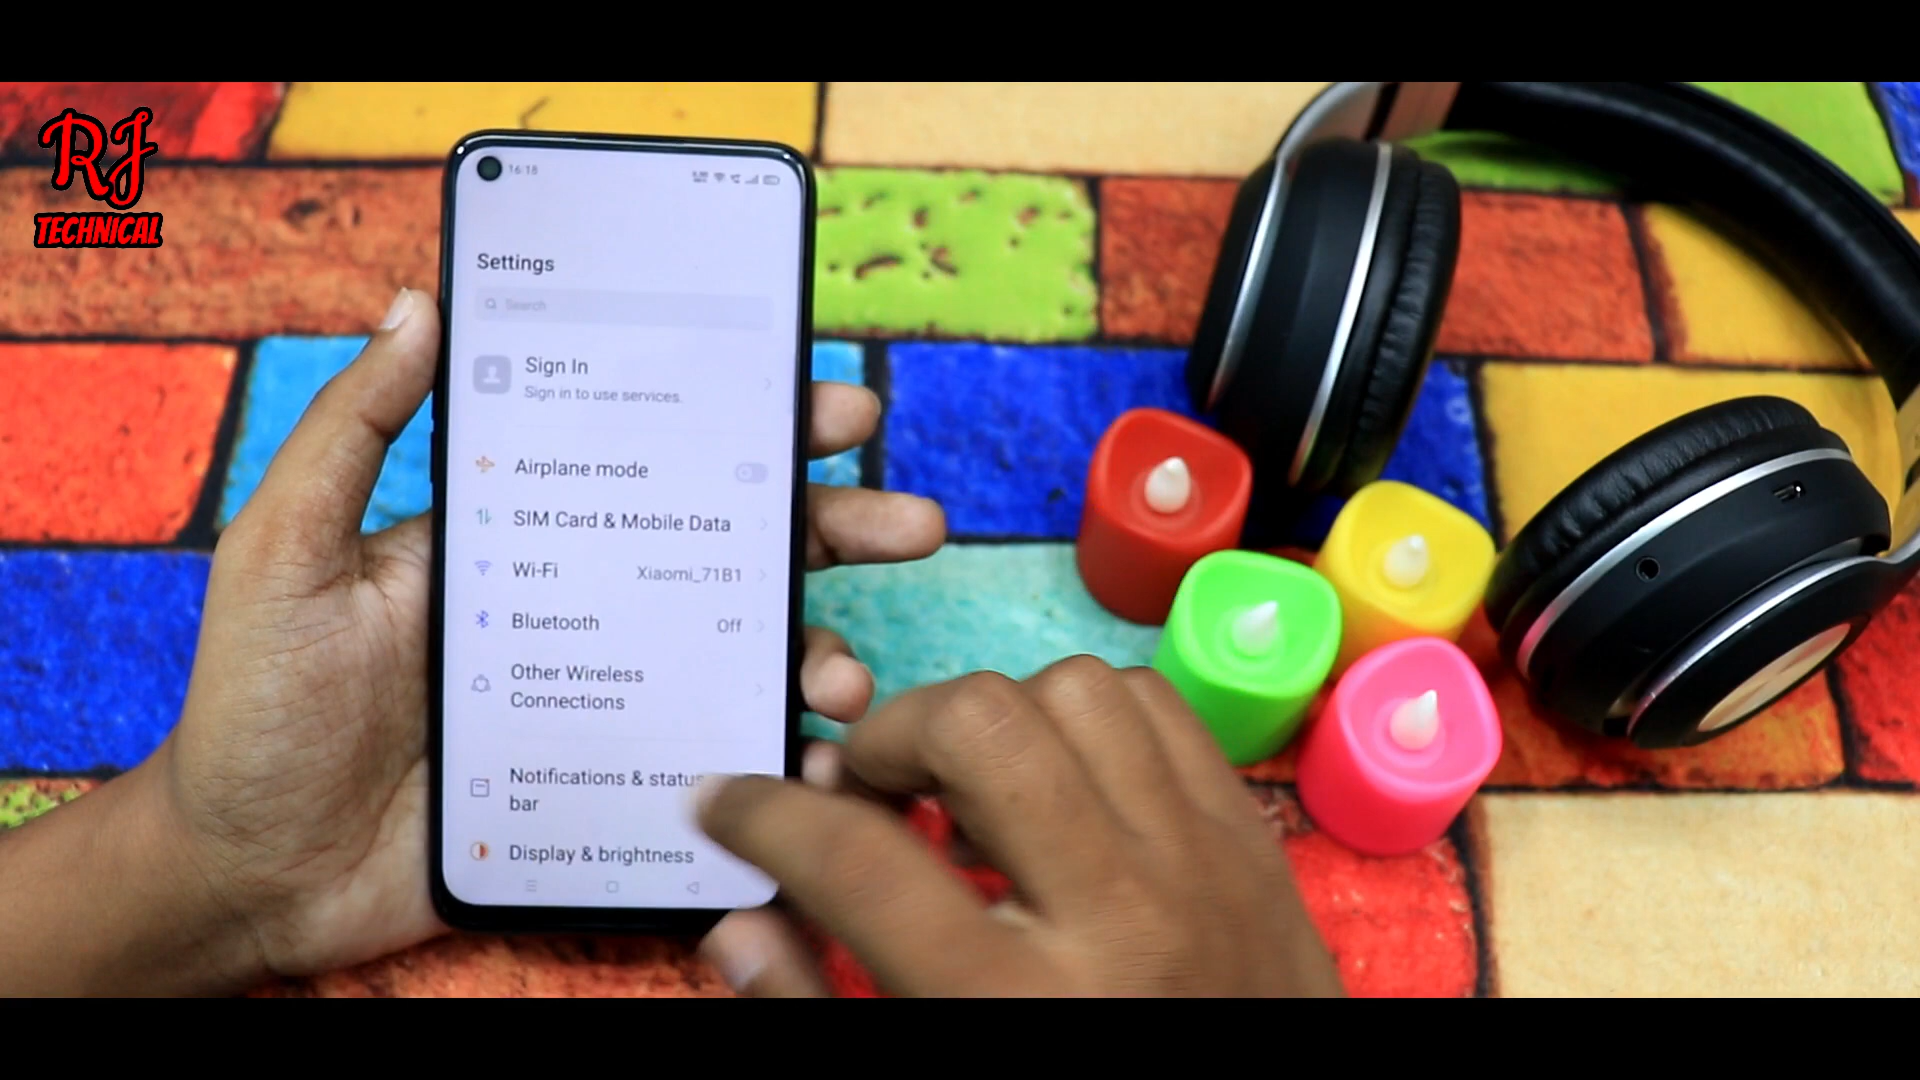 RJ
TECHNICAL
16:18
Settings
Search
Sign In
Sign in to use services.
Airplane mode
SIM Card & Mobile Data
Wi-Fi Xiaomi_71B1
Bluetooth Off
Other Wireless
Connections
Notifications & status
bar
Display & brightness